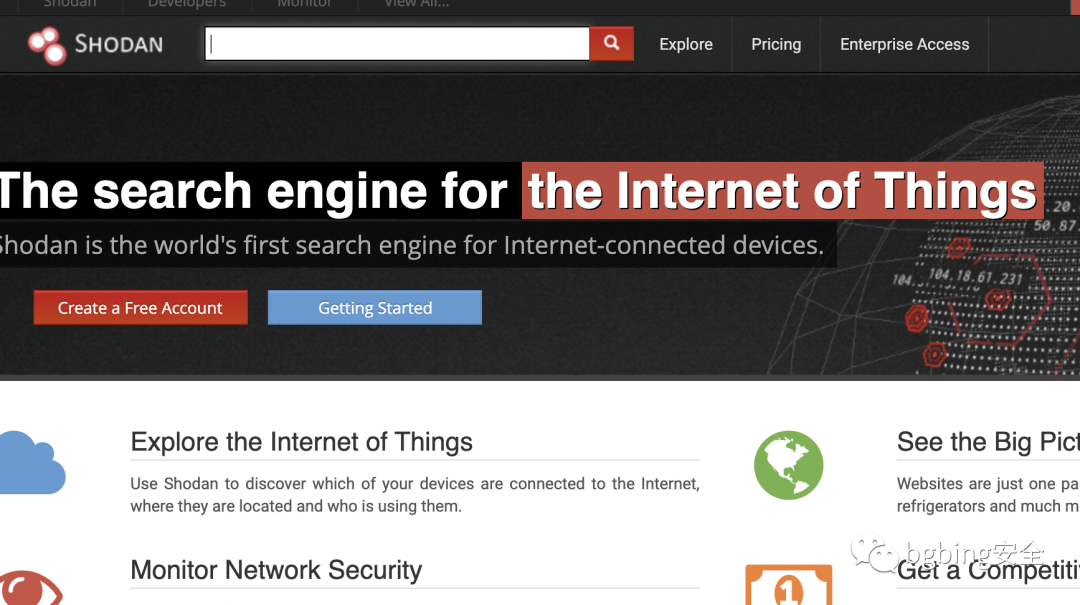 Shodan Developers Monitor View All...
SHODAN Explore Pricing Enterprise Access
The search engine for the Internet of Things
Shodan is the world's first search engine for Internet-connected devices.
.20.
50.87.
104.18.61.231
104.
Create a Free Account Getting Started
Explore the Internet of Things
Use Shodan to discover which of your devices are connected to the Internet,
where they are located and who is using them.
See the Big Pict
Websites are just one pa
refrigerators and much m
Monitor Network Security
1
Get a Competiti
bgbing安全